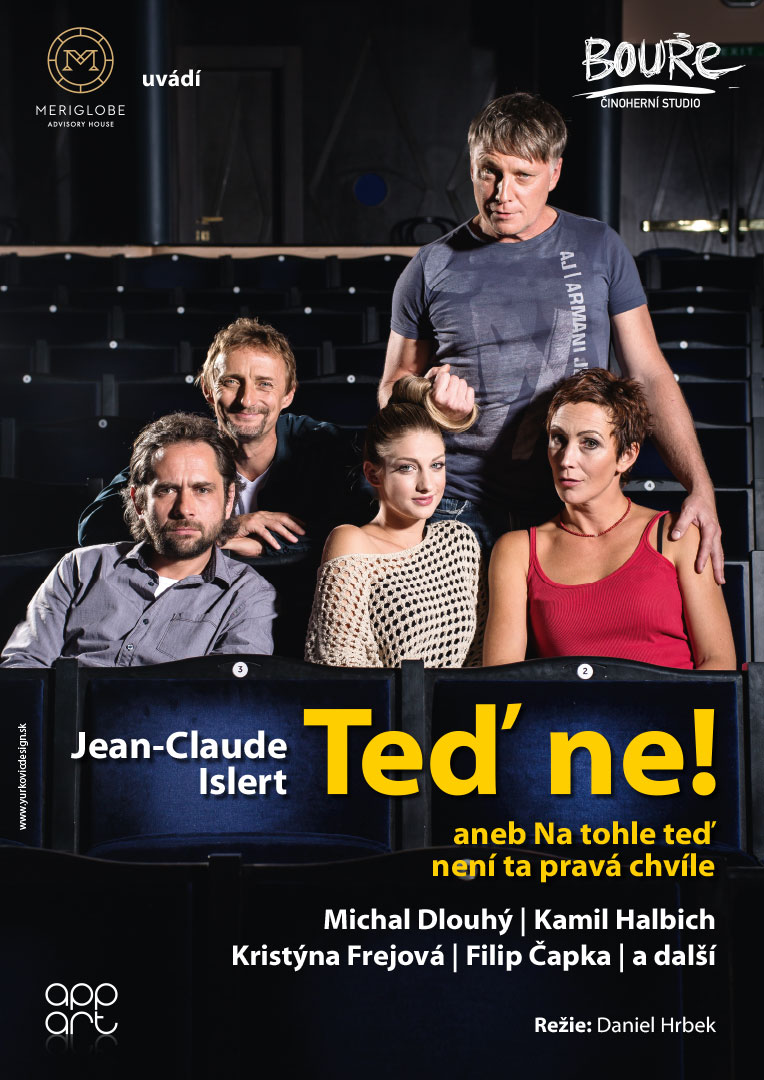 MERIGLOBE
ADVISORY HOUSE
uvádí
BOUŘE
ČINOHERNÍ STUDIO
AJ | ARMANI J
3
2
Jean-Claude
Islert
Teď ne!
aneb Na tohle teď
není ta pravá chvíle
Michal Dlouhý | Kamil Halbich
Kristýna Frejová | Filip Čapka | a další
app
art
Režie: Daniel Hrbek
www.yurkovicdesign.sk